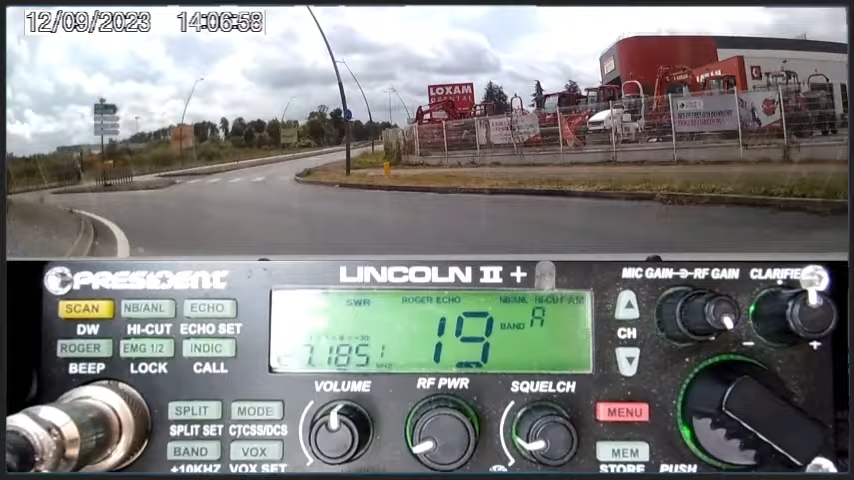 12/09/2023 14:06:58
LOXAM
RENTAL
PRESIDENT
LINCOLN II +
MIC GAIN RF GAIN CLARIFIE
SCAN NB/ANL ECHO
DW HI-CUT ECHO SET
ROGER EMG 1/2 INDIC
BEEP LOCK CALL
SWR ROGER ECHO NB/ANL HI-CUT AM
19 BAND A
27.1851
CH
VOLUME RF PWR SQUELCH
SPLIT MODE
SPLIT SET CTCSS/DCS
BAND VOX
+10KHZ VOX SET
MENU
MEM
STORE PUSH
- +